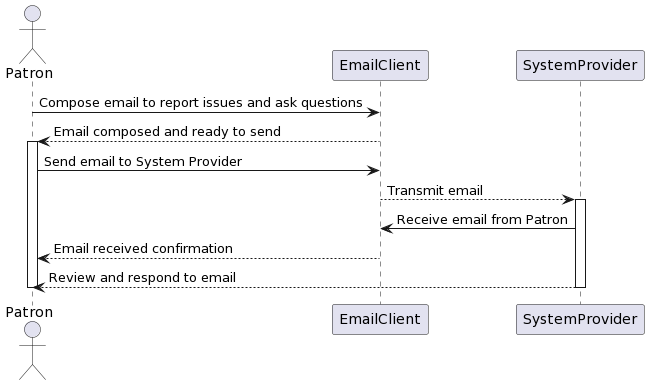 Patron
EmailClient
SystemProvider
Compose email to report issues and ask questions
Email composed and ready to send
Send email to System Provider
Transmit email
Receive email from Patron
Email received confirmation
Review and respond to email
Patron
EmailClient
SystemProvider